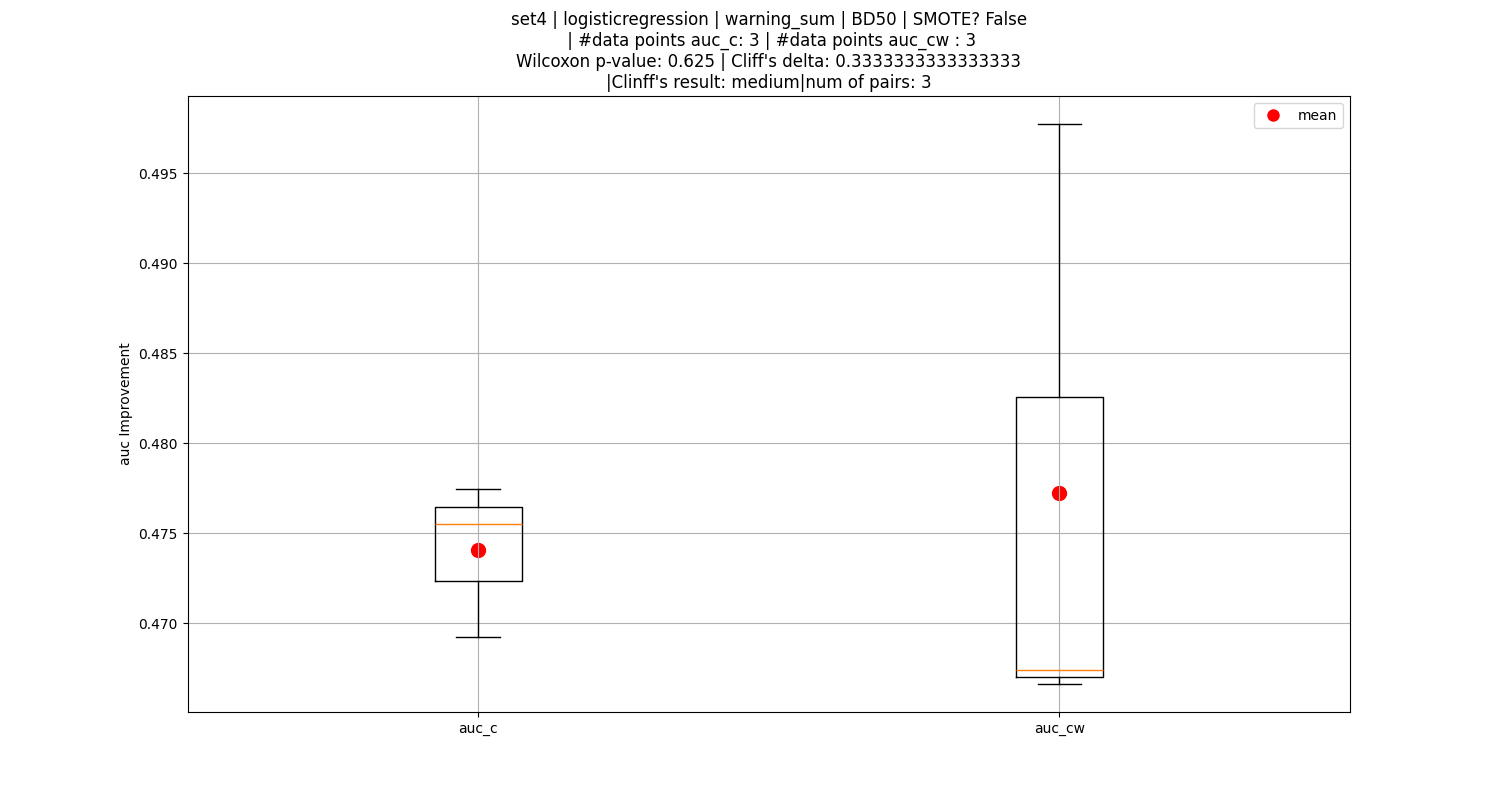 set4 | logisticregression | warning_sum | BD50 | SMOTE? False
| #data points auc_c: 3 | #data points auc_cw : 3
Wilcoxon p-value: 0.625 | Cliff's delta: 0.3333333333333333
|Clinff's result: medium|num of pairs: 3
mean
0.495
0.490
0.485
0.480
0.475
0.470
auc Improvement
auc_c
auc_cw